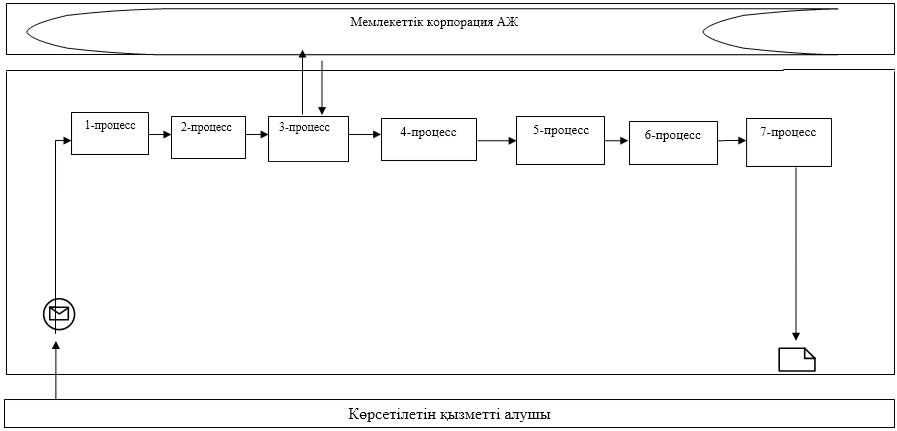 Мемлекеттік корпорация АЖ
1-процесс
2-процесс
3-процесс
4-процесс
5-процесс
6-процесс
7-процесс
Көрсетілетін қызметті алушы